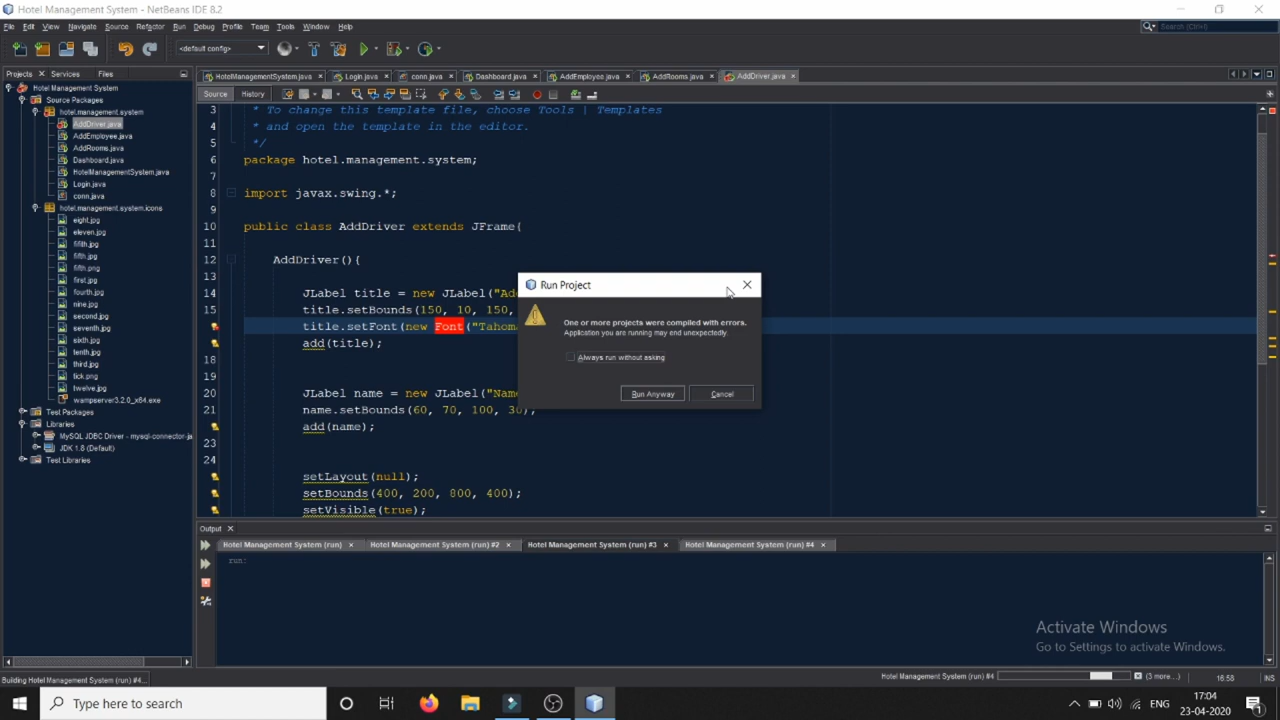 Hotel Management System - NetBeans IDE 8.2
File Edit View Navigate Source Refactor Run Debug Profile Team Tools Window Help
Search (Ctrl+I)
<default config>
Projects Services Files
HotelManagementSystem.java Login.java conn.java Dashboard.java AddEmployee.java AddRooms.java AddDriver.java
Source History
Hotel Management System
Source Packages
hotel.management.system
AddDriver.java
AddEmployee.java
AddRooms.java
Dashboard.java
HotelManagementSystem.java
Login.java
conn.java
hotel.management.system.icons
eight.jpg
eleven.jpg
fifth.jpg
fifth.png
first.jpg
fourth.jpg
nine.jpg
second.jpg
seventh.jpg
sixth.jpg
tenth.jpg
third.jpg
tick.png
twelve.jpg
wampserver3.2.0_x64.exe
Test Packages
Libraries
MySQL JDBC Driver - mysql-connector-ja
JDK 1.8 (Default)
Test Libraries
3 * To change this template file, choose Tools | Templates
4 * and open the template in the editor.
5 */
6 package hotel.management.system;
7
8 import javax.swing.*;
9
10 public class AddDriver extends JFrame{
11
12 AddDriver(){
13
14 JLabel title = new JLabel("Ad
15 title.setBounds(150, 10, 150,
title.setFont(new Font("Tahoma
add(title);
18
19
20 JLabel name = new JLabel("Nam
21 name.setBounds(60, 70, 100, 30);
add(name);
23
24
setLayout(null);
setBounds(400, 200, 800, 400);
setVisible(true);
Run Project
One or more projects were compiled with errors.
Application you are running may end unexpectedly.
Always run without asking
Run Anyway Cancel
Output
Hotel Management System (run) Hotel Management System (run) #2 Hotel Management System (run) #3 Hotel Management System (run) #4
run:
Activate Windows
Go to Settings to activate Windows.
Building Hotel Management System (run) #4...
Hotel Management System (run) #4 (3 more...) 16:58 INS
Type here to search
ENG
17:04
23-04-2020
1